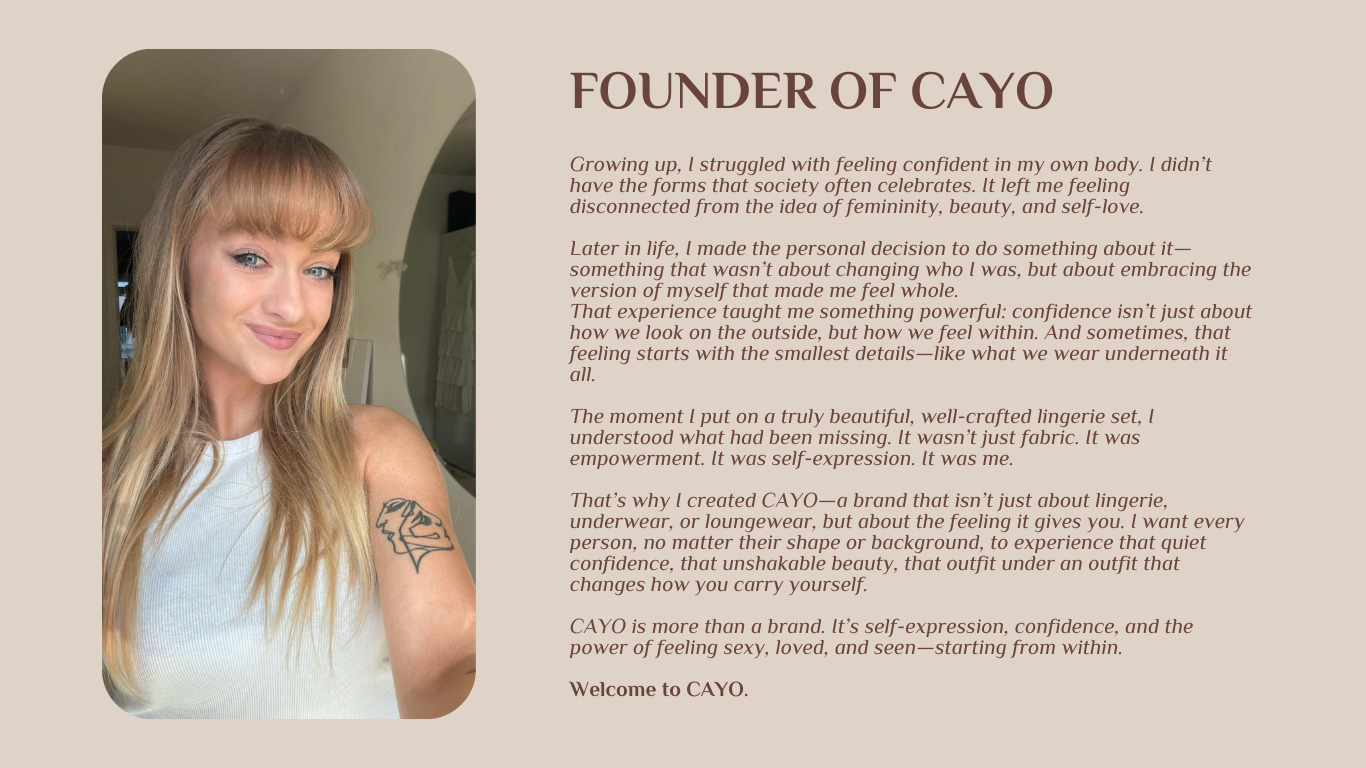 FOUNDER OF CAYO
Growing up, I struggled with feeling confident in my own body. I didn’t
have the forms that society often celebrates. It left me feeling
disconnected from the idea of femininity, beauty, and self-love.
Later in life, I made the personal decision to do something about it—
something that wasn’t about changing who I was, but about embracing the
version of myself that made me feel whole.
That experience taught me something powerful: confidence isn’t just about
how we look on the outside, but how we feel within. And sometimes, that
feeling starts with the smallest details—like what we wear underneath it
all.
The moment I put on a truly beautiful, well-crafted lingerie set, I
understood what had been missing. It wasn’t just fabric. It was
empowerment. It was self-expression. It was me.
That’s why I created CAYO—a brand that isn’t just about lingerie,
underwear, or loungewear, but about the feeling it gives you. I want every
person, no matter their shape or background, to experience that quiet
confidence, that unshakable beauty, that outfit under an outfit that
changes how you carry yourself.
CAYO is more than a brand. It’s self-expression, confidence, and the
power of feeling sexy, loved, and seen—starting from within.
Welcome to CAYO.